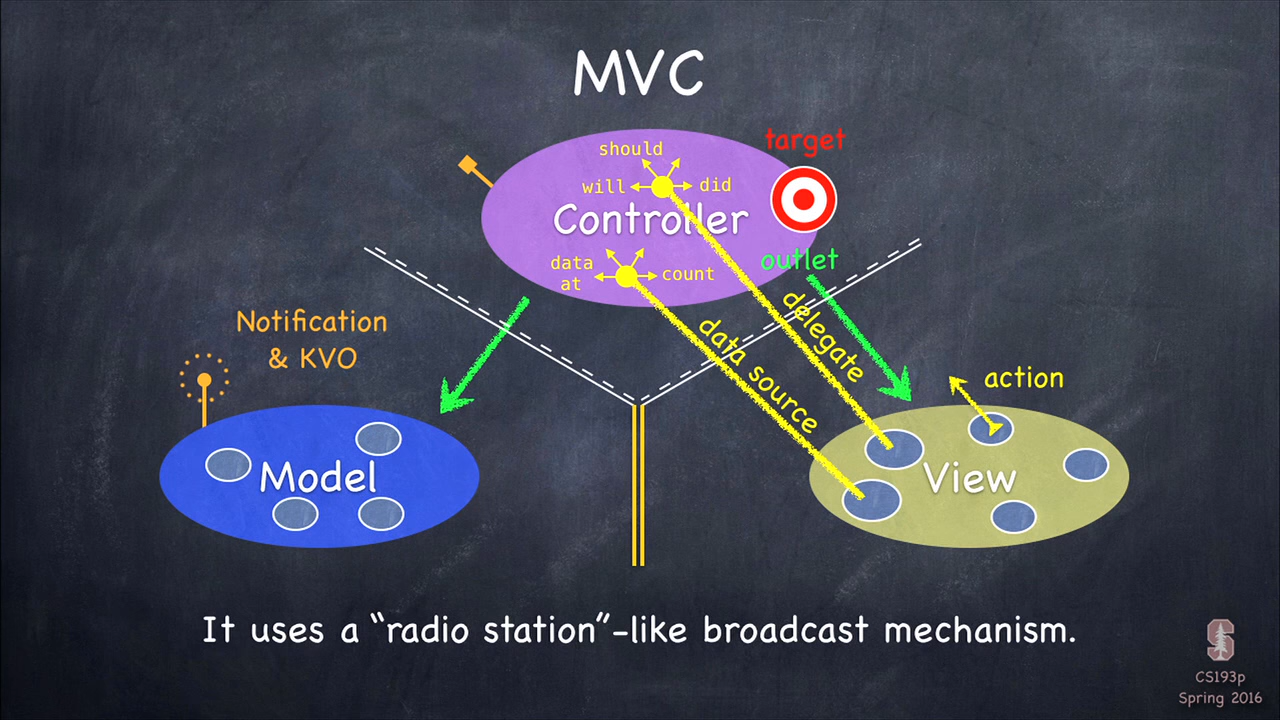 MVC
should
will
did
Controller
target
data
at
count
outlet
delegate
data source
Notification
& KVO
action
Model
View
It uses a “radio station”-like broadcast mechanism.
S
CS193p
Spring 2016